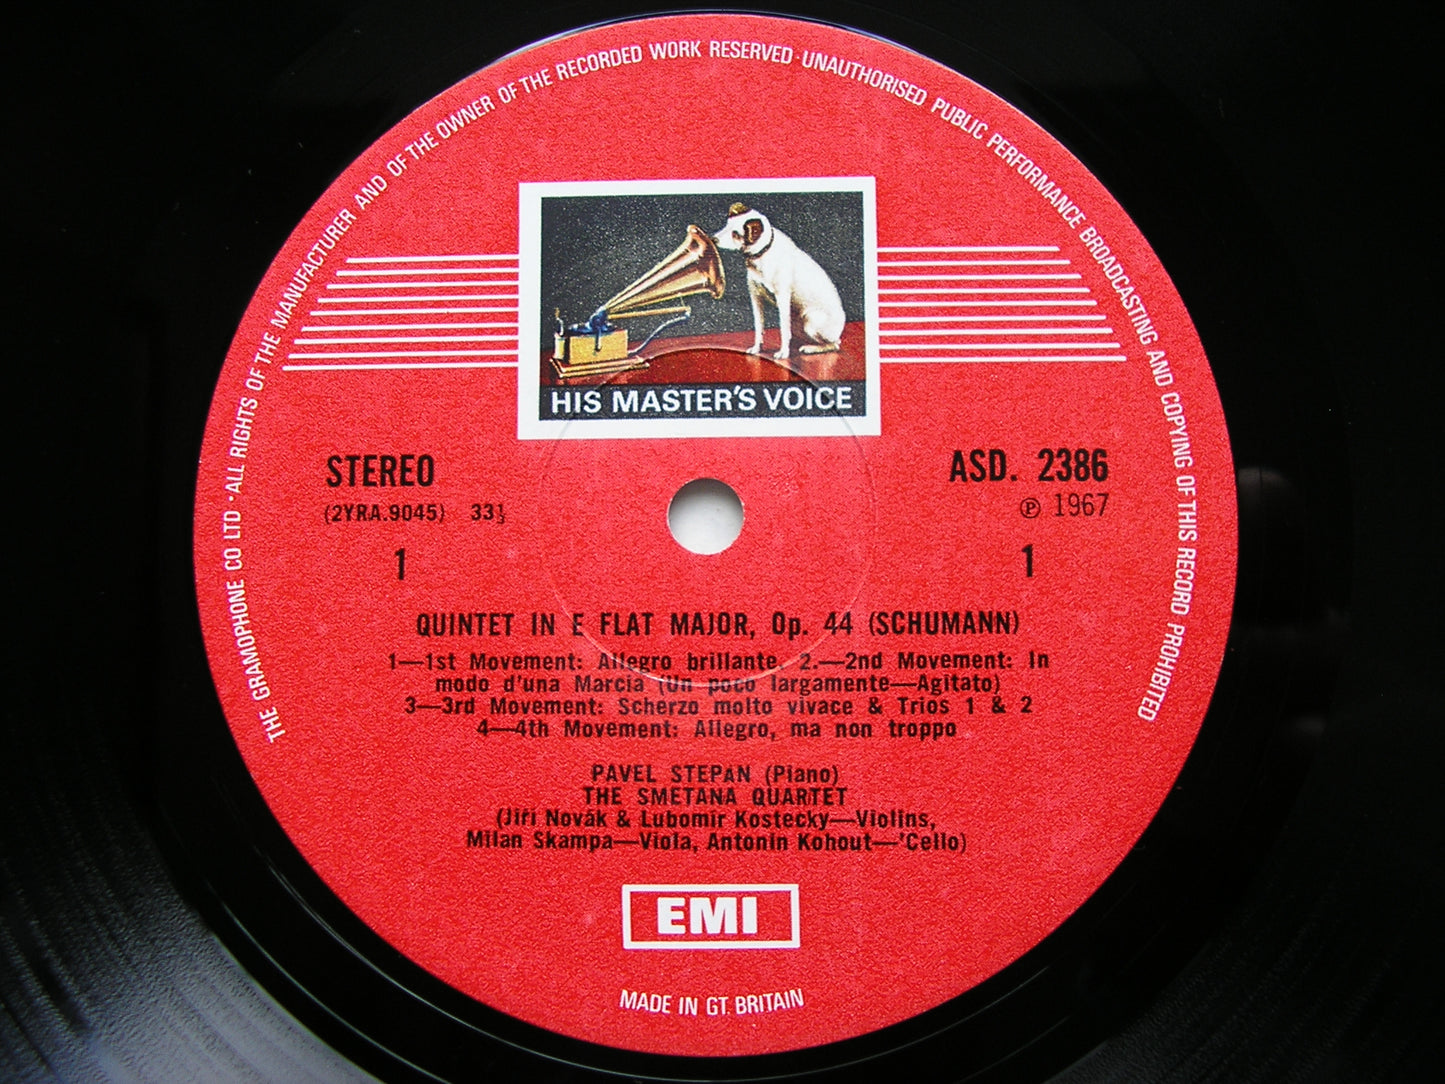 THE GRAMOPHONE CO LTD · ALL RIGHTS OF THE MANUFACTURER AND OF THE OWNER OF THE RECORDED WORK RESERVED · UNAUTHORISED PUBLIC PERFORMANCE BROADCASTING AND COPYING OF THIS RECORD PROHIBITED
HIS MASTER'S VOICE
STEREO
(2YRA.9045) 33⅓
1
ASD. 2386
℗ 1967
1
QUINTET IN E FLAT MAJOR, Op. 44 (SCHUMANN)
1—1st Movement: Allegro brillante. 2.—2nd Movement: In
modo d'una Marcia (Un poco largamente—Agitato)
3—3rd Movement: Scherzo molto vivace & Trios 1 & 2
4—4th Movement: Allegro, ma non troppo
PAVEL STEPAN (Piano)
THE SMETANA QUARTET
(Jiří Novák & Lubomir Kostecky—Violins,
Milan Skampa—Viola, Antonin Kohout—'Cello)
EMI
MADE IN GT. BRITAIN